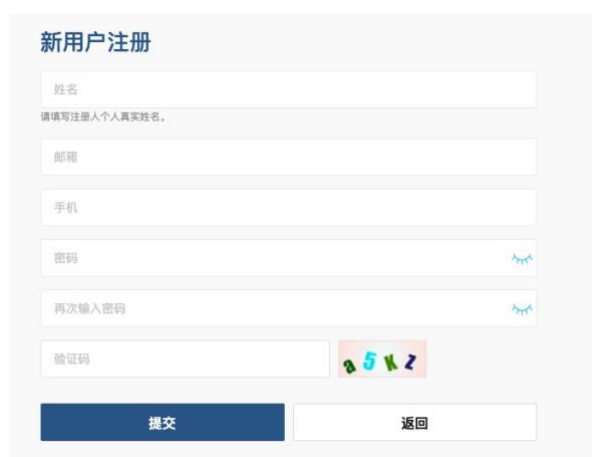 新用户注册
姓名
请填写注册人个人真实姓名。
邮箱
手机
密码
再次输入密码
验证码
a5KZ
提交 返回